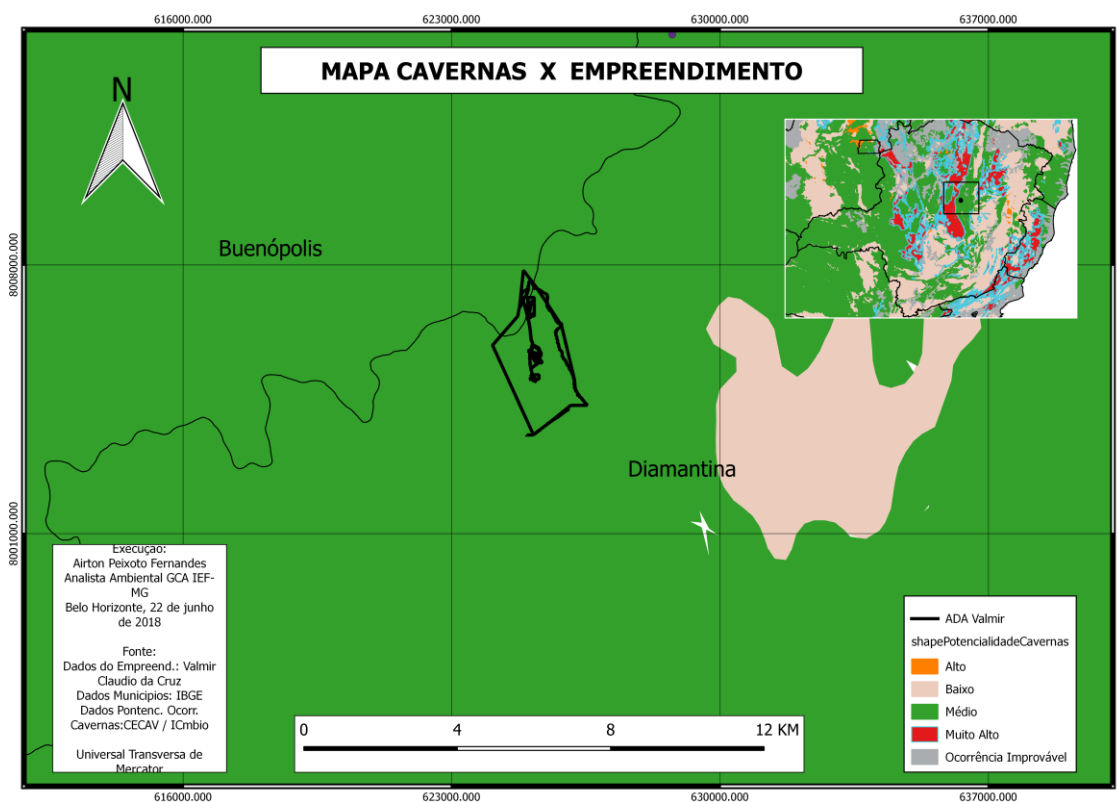 616000.000 623000.000 630000.000 637000.000
MAPA CAVERNAS X EMPREENDIMENTO
N
Buenópolis
8008000.000 8008000.000
Diamantina
8001000.000 8001000.000
Execução:
Airton Peixoto Fernandes
Analista Ambiental GCA IEF-
MG
Belo Horizonte, 22 de junho
de 2018
Fonte:
Dados do Empreend.: Valmir
Claudio da Cruz
Dados Municipios: IBGE
Dados Pontenc. Ocorr.
Cavernas:CECAV / ICmbio
Universal Transversa de
Mercator
0 4 8 12 KM
ADA Valmir
shapePotencialidadeCavernas
Alto
Baixo
Médio
Muito Alto
Ocorrência Improvável
616000.000 623000.000 630000.000 637000.000